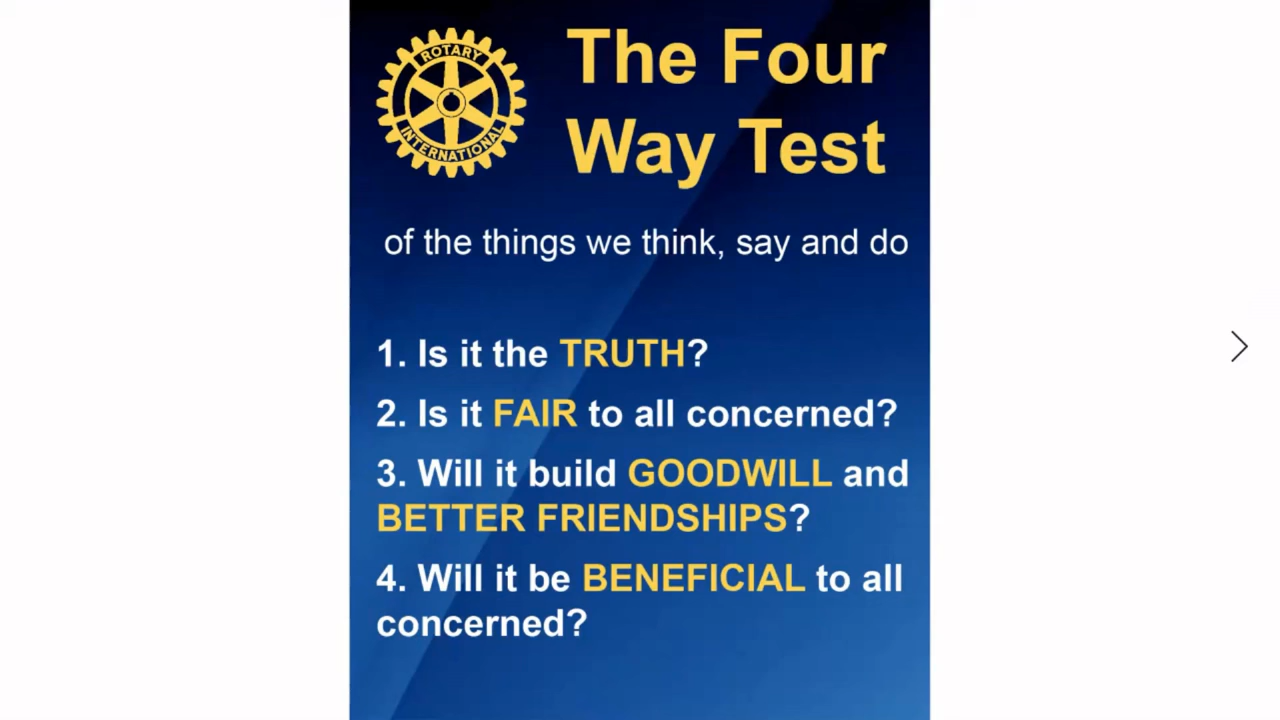 ROTARY
INTERNATIONAL
The Four
Way Test
of the things we think, say and do
1. Is it the TRUTH?
2. Is it FAIR to all concerned?
3. Will it build GOODWILL and
BETTER FRIENDSHIPS?
4. Will it be BENEFICIAL to all
concerned?